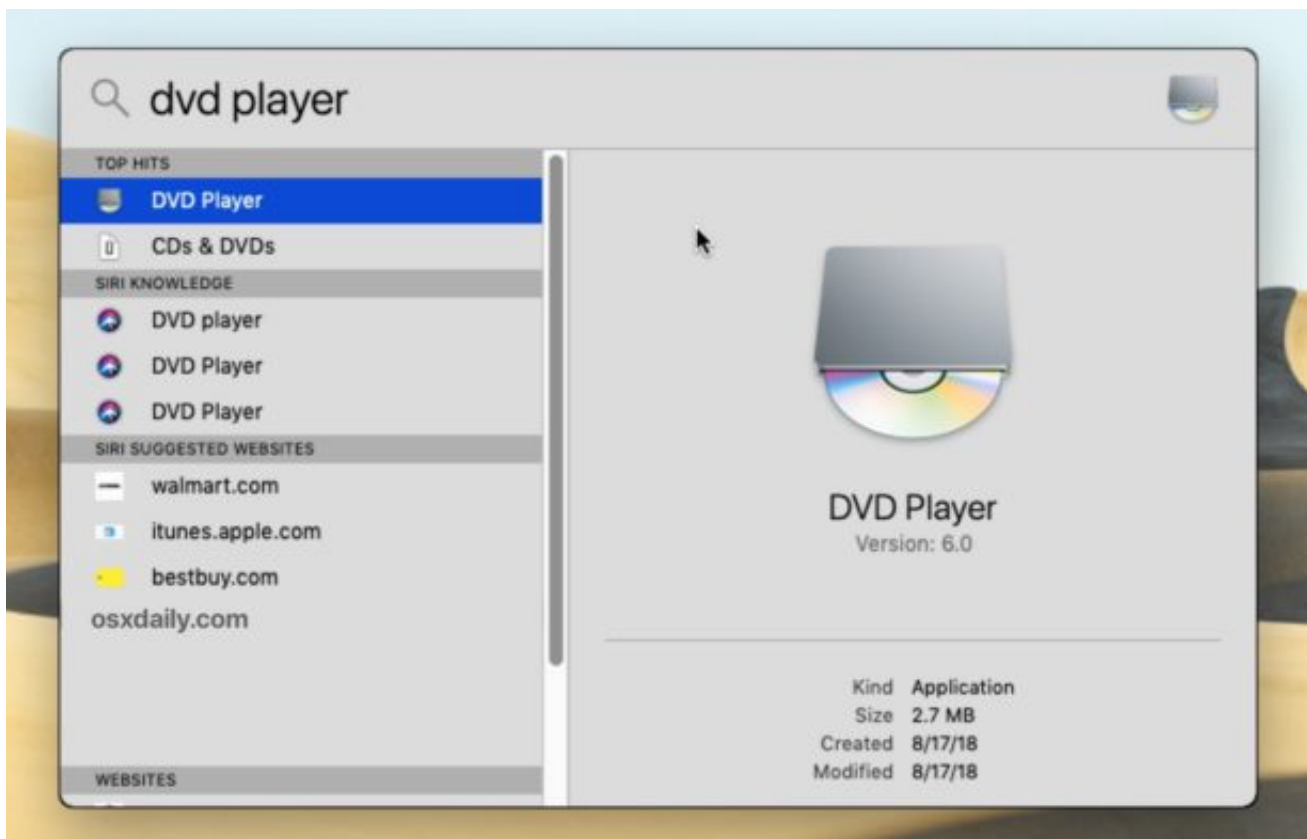 dvd player
TOP HITS
DVD Player
CDs & DVDs
SIRI KNOWLEDGE
DVD player
DVD Player
DVD Player
SIRI SUGGESTED WEBSITES
walmart.com
itunes.apple.com
bestbuy.com
osxdaily.com
WEBSITES
DVD Player
Version: 6.0
Kind Application
Size 2.7 MB
Created 8/17/18
Modified 8/17/18